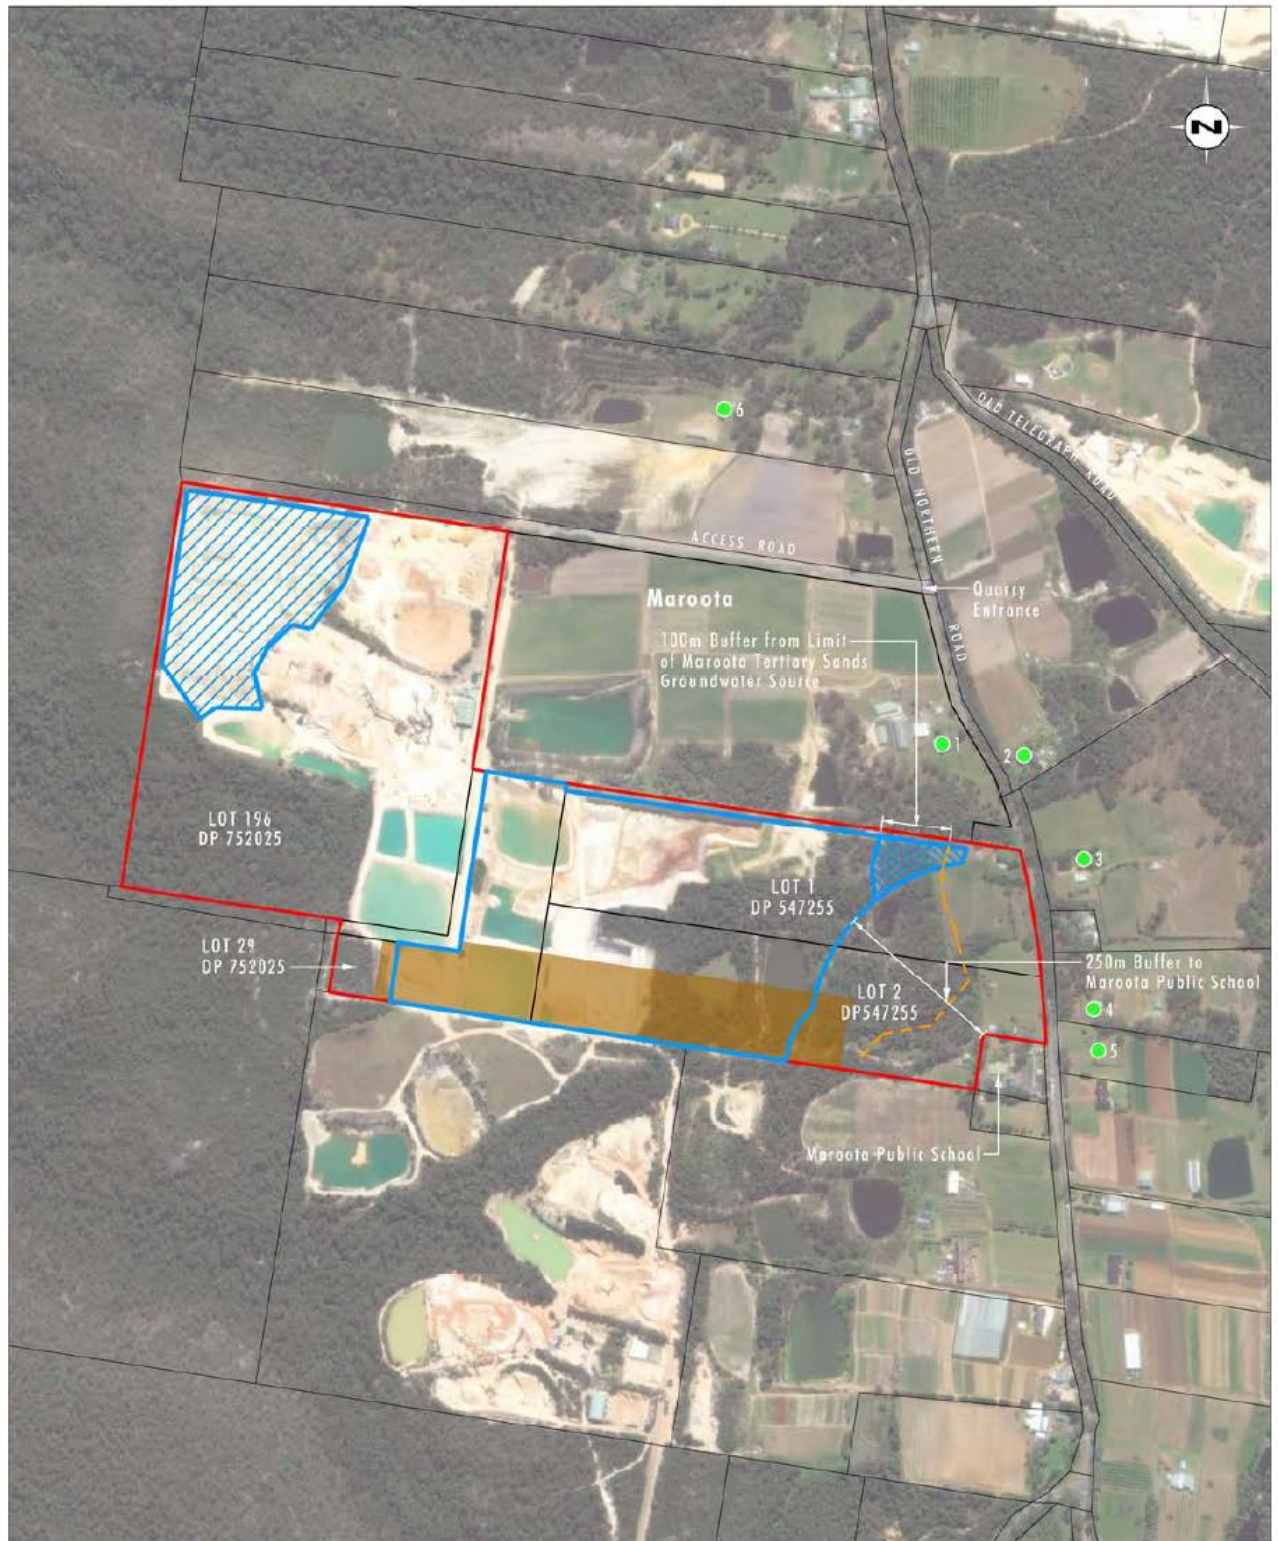 N
6
OLD TELEGRAPH ROAD
OLD NORTHERN ROAD
ACCESS ROAD
Quarry
Entrance
Maroota
100m Buffer from Limit
of Maroota Tertiary Sands
Groundwater Source
1
2
LOT 196
DP 752025
3
LOT 1
DP 547255
LOT 29
DP 752025
250m Buffer to
Maroota Public School
LOT 2
DP547255
4
5
Maroota Public School